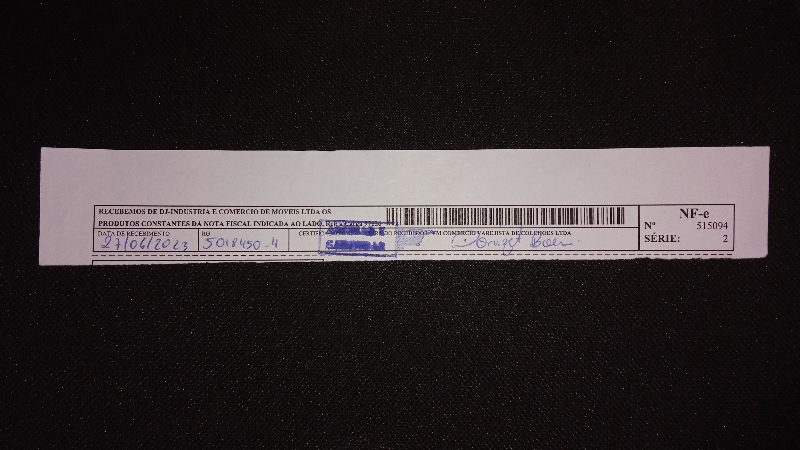 RECEBEMOS DE DJ-INDUSTRIA E COMERCIO DE MOVEIS LTDA OS
PRODUTOS CONSTANTES DA NOTA FISCAL INDICADA AO LADO.
NF-e
Nº 515094
SÉRIE: 2
DATA DE RECEBIMENTO
27/06/2023
RG
5018450-4
COMERCIO VAREJISTA DE COLCHOES LTDA